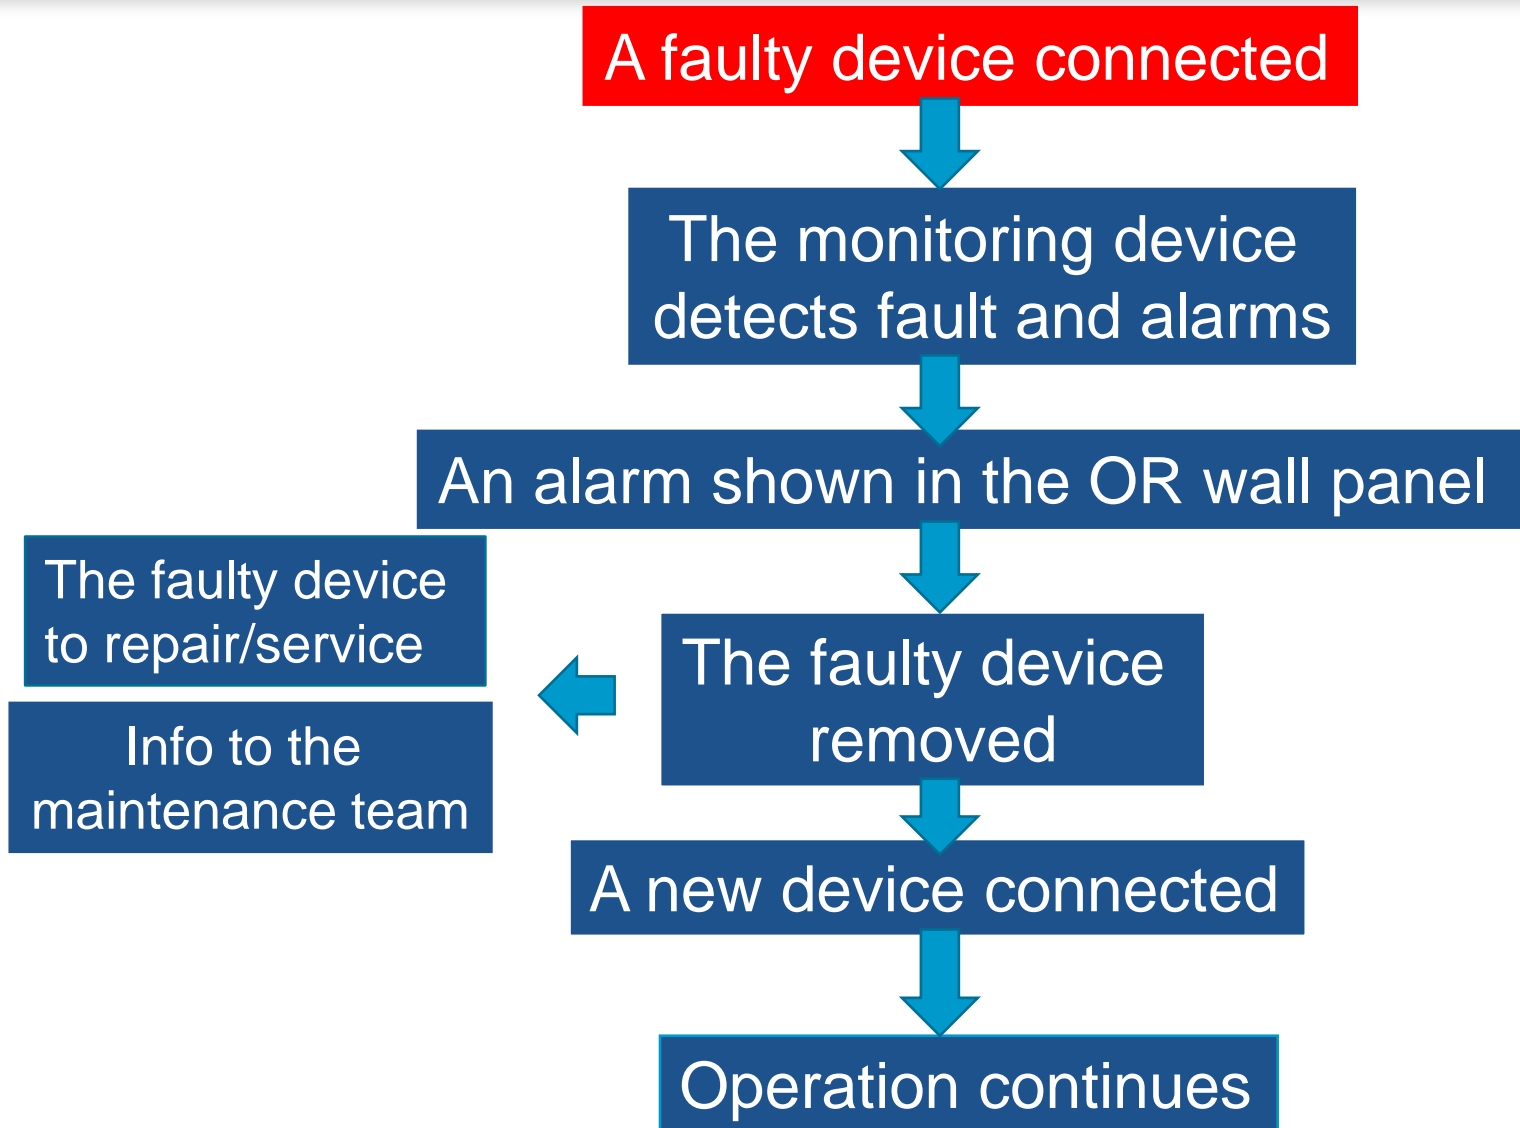 A faulty device connected
The monitoring device
detects fault and alarms
An alarm shown in the OR wall panel
The faulty device
to repair/service
Info to the
maintenance team
The faulty device
removed
A new device connected
Operation continues